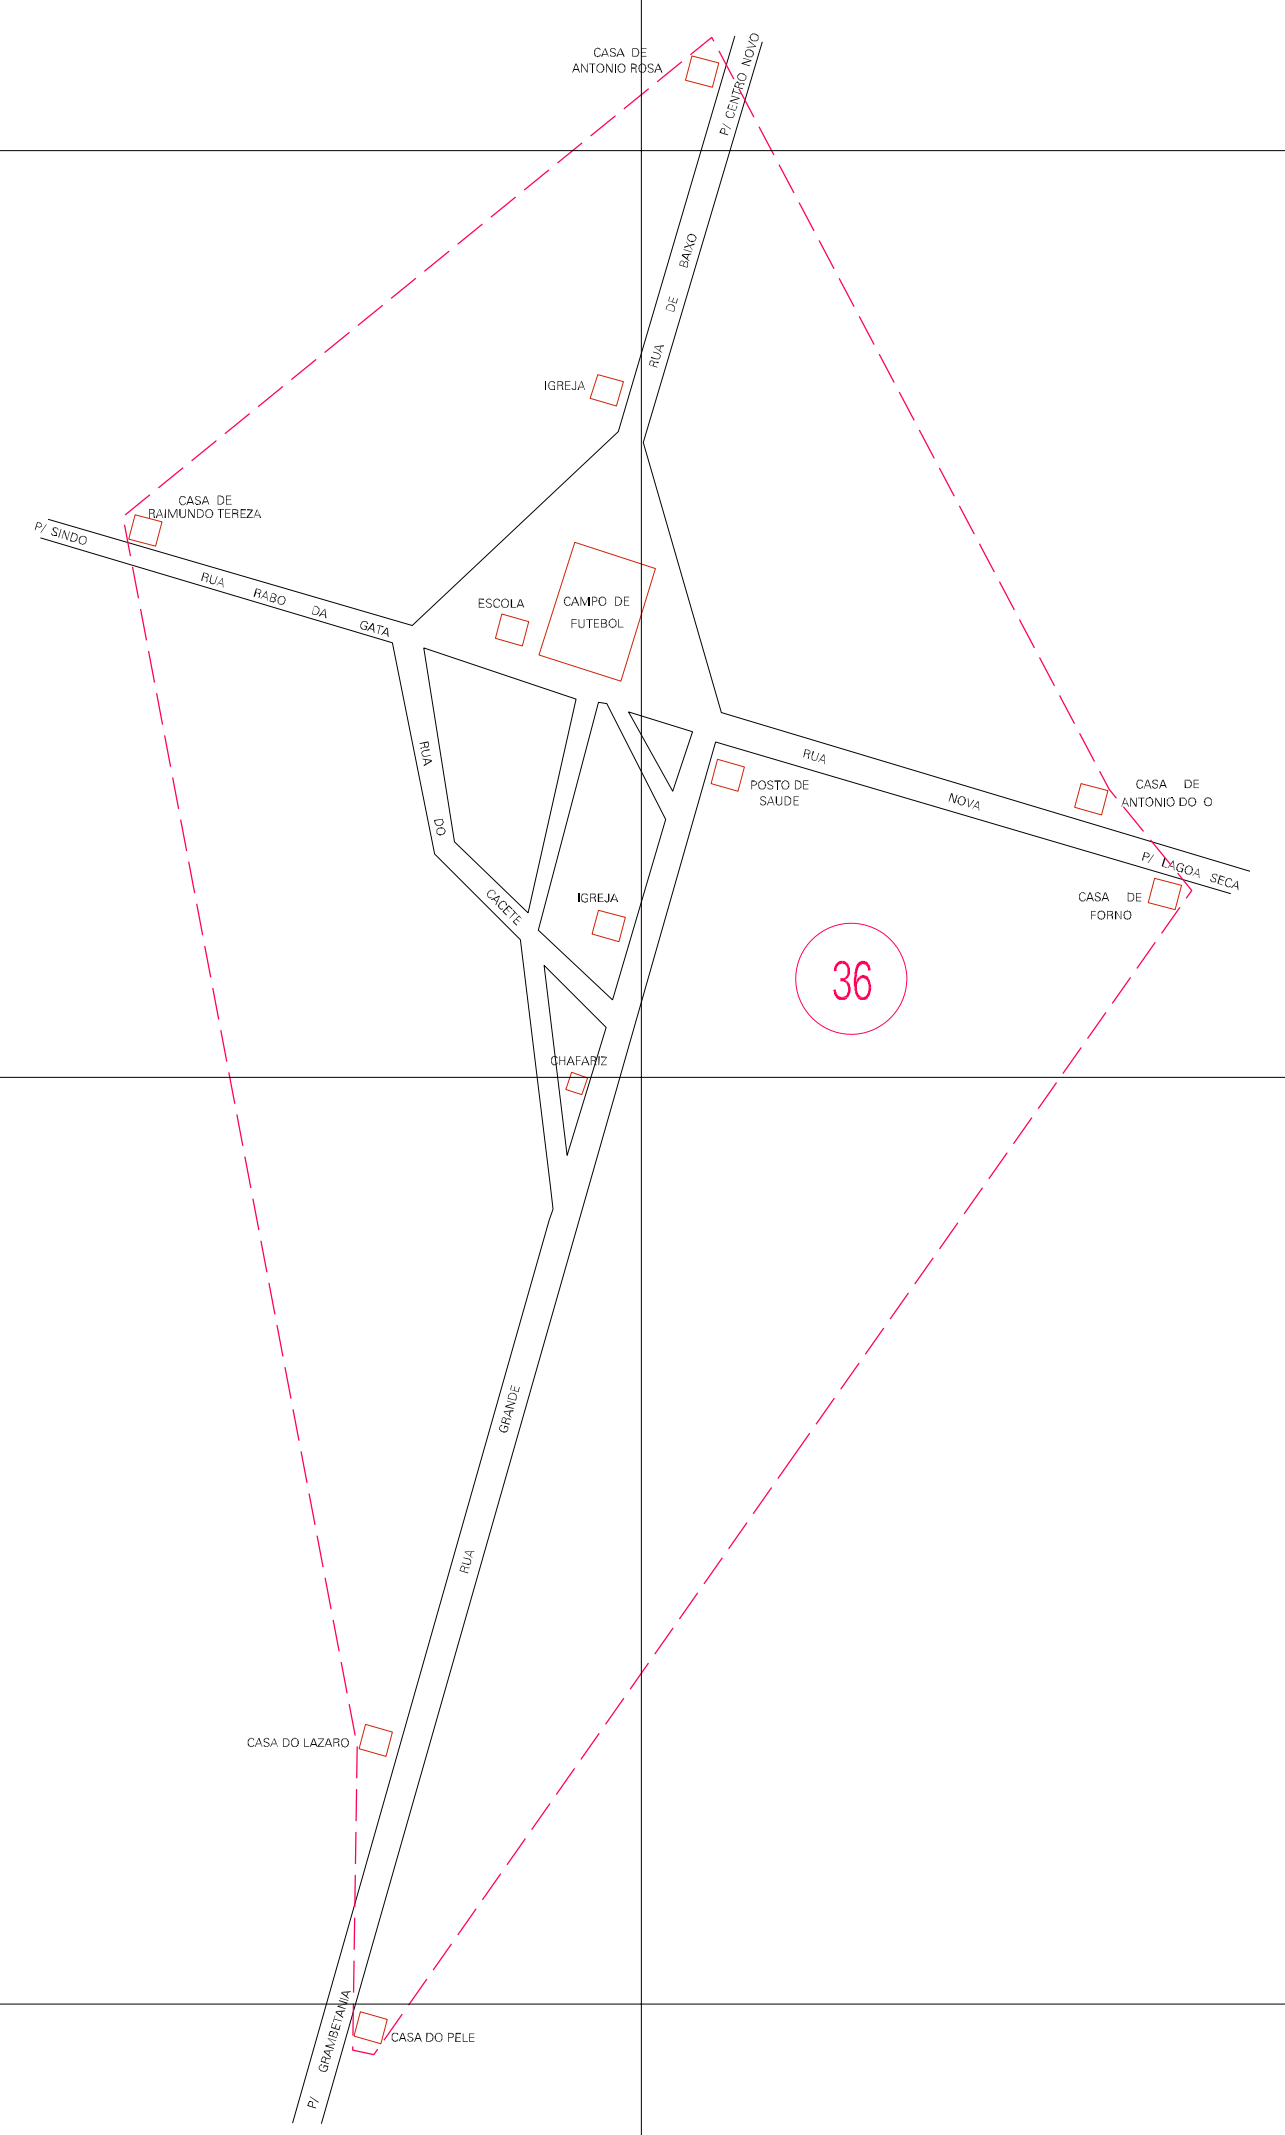 CASA DE
ANTONIO ROSA
P/ CENTRO NOVO
RUA DE BAIXO
IGREJA
CASA DE
RAIMUNDO TEREZA
P/ SINDO
RUA RABO DA GATA
ESCOLA
CAMPO DE
FUTEBOL
RUA DO CACETE
RUA NOVA
POSTO DE
SAUDE
CASA DE
ANTONIO DO O
P/ LAGOA SECA
CASA DE
FORNO
IGREJA
36
CHAFARIZ
RUA GRANDE
CASA DO LAZARO
P/ GRAMBETANIA
CASA DO PELE